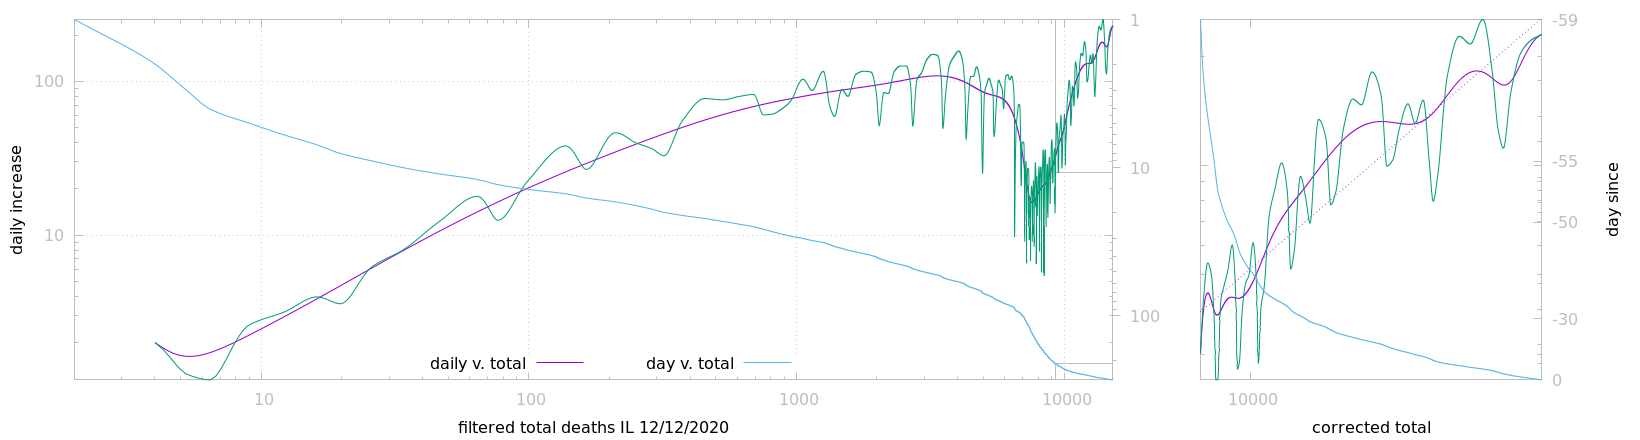 100
10
daily increase
daily v. total
day v. total
10
100
1000
10000
filtered total deaths IL 12/12/2020
1
10
100
10000
corrected total
-59
-55
-50
-30
0
day since